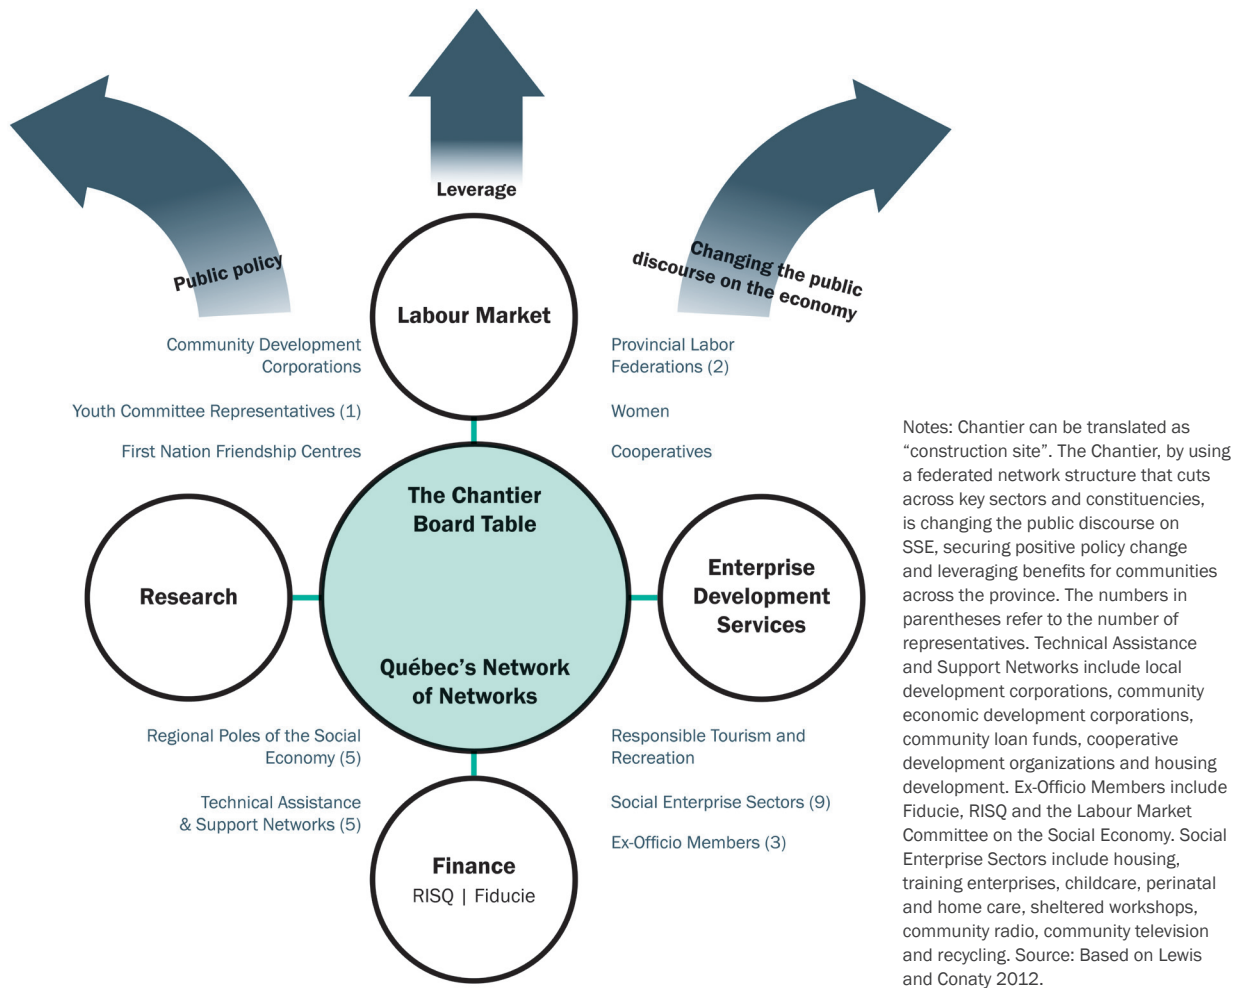 Leverage
Public policy
Changing the public
discourse on the economy
Labour Market
Community Development
Corporations
Youth Committee Representatives (1)
First Nation Friendship Centres
Provincial Labor
Federations (2)
Women
Cooperatives
The Chantier
Board Table
Québec’s Network
of Networks
Research
Enterprise
Development
Services
Regional Poles of the Social
Economy (5)
Technical Assistance
& Support Networks (5)
Responsible Tourism and
Recreation
Social Enterprise Sectors (9)
Ex-Officio Members (3)
Finance
RISQ | Fiducie
Notes: Chantier can be translated as
“construction site”. The Chantier, by using
a federated network structure that cuts
across key sectors and constituencies,
is changing the public discourse on
SSE, securing positive policy change
and leveraging benefits for communities
across the province. The numbers in
parentheses refer to the number of
representatives. Technical Assistance
and Support Networks include local
development corporations, community
economic development corporations,
community loan funds, cooperative
development organizations and housing
development. Ex-Officio Members include
Fiducie, RISQ and the Labour Market
Committee on the Social Economy. Social
Enterprise Sectors include housing,
training enterprises, childcare, perinatal
and home care, sheltered workshops,
community radio, community television
and recycling. Source: Based on Lewis
and Conaty 2012.